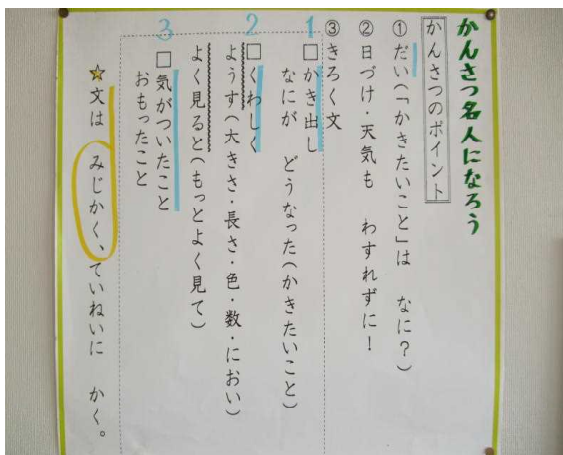 かんさつ名人になろう
かんさつのポイント
①だい(「かきたいこと」は なに?)
②日づけ・天気も わすれずに!
③きろく文
1
□かき出し
なにが どうなった(かきたいこと)
2
□くわしく
ようす(大きさ・長さ・色・数・におい)
よく見ると(もっとよく見て)
3
□気がついたこと
おもったこと
☆文は みじかく、ていねいに かく。